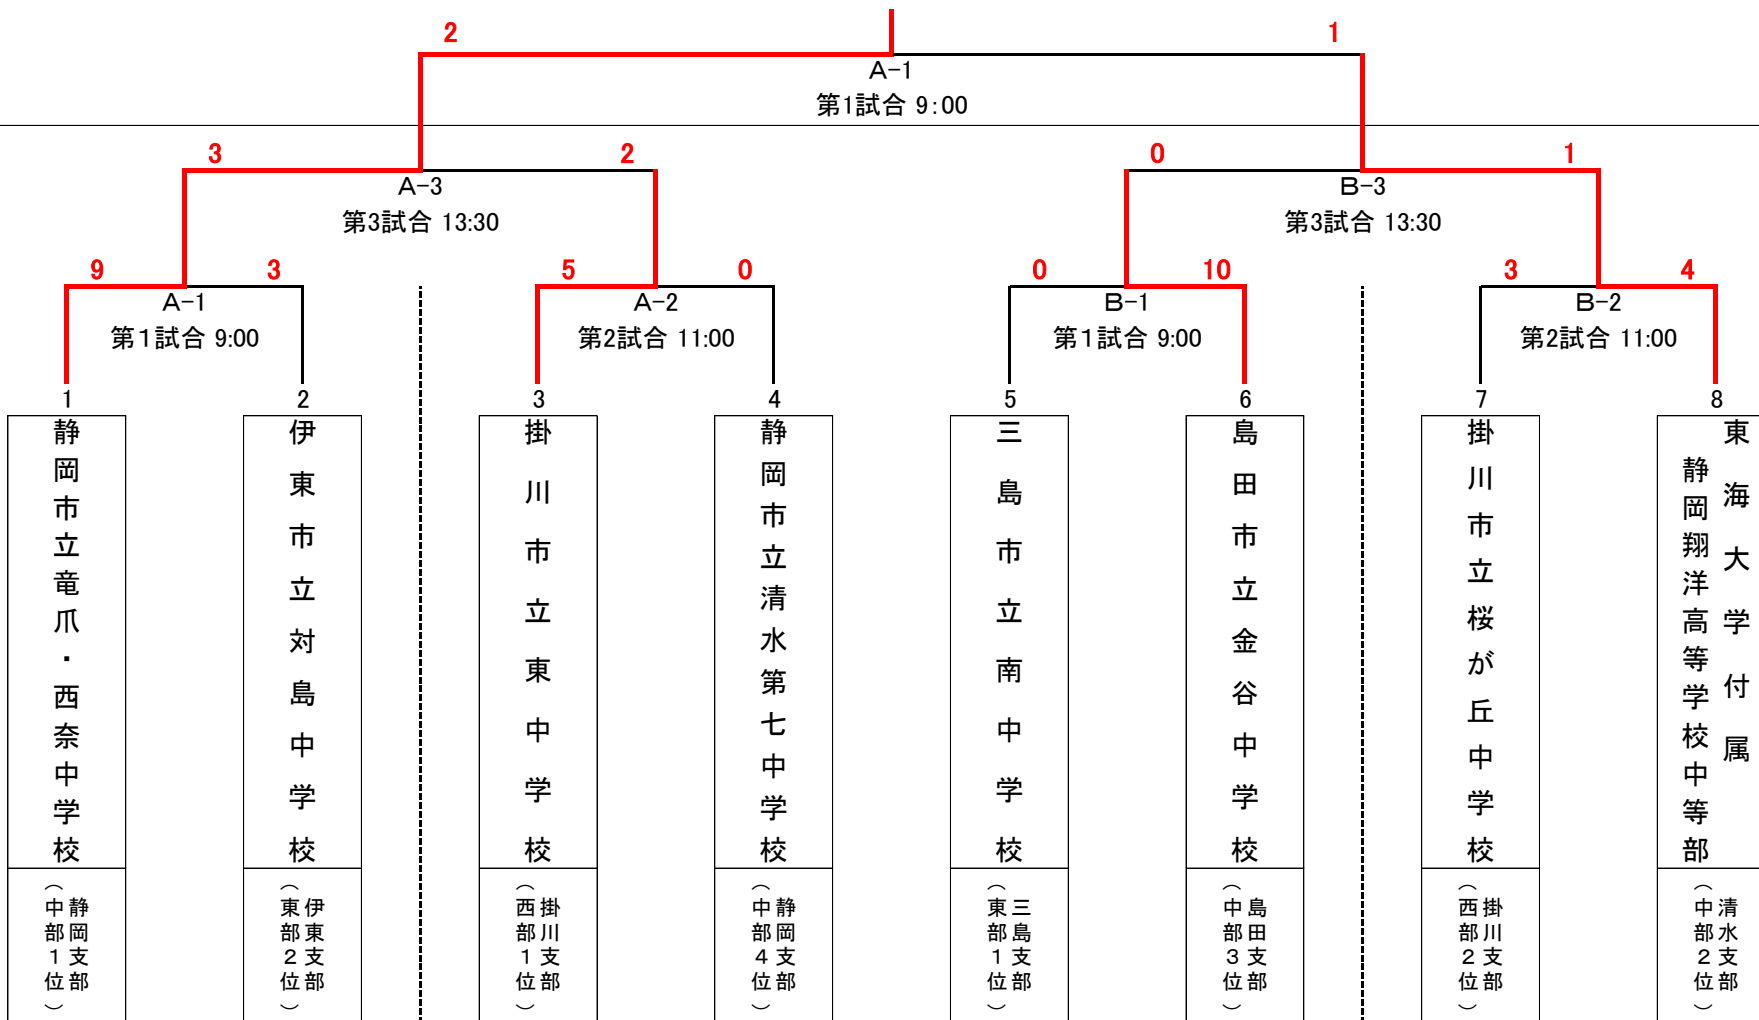 2
1
A-1
第1試合 9:00
3
2
0
1
A-3
B-3
第3試合 13:30
第3試合 13:30
9
3
5
0
0
10
3
4
A-1
A-2
B-1
B-2
第1試合 9:00
第2試合 11:00
第1試合 9:00
第2試合 11:00
1
2
3
4
5
6
7
8
静岡市立竜爪・西奈中学校
伊東市立対島中学校
掛川市立東中学校
静岡市立清水第七中学校
三島市立南中学校
島田市立金谷中学校
掛川市立桜が丘中学校
東海大学付属
静岡翔洋高等学校中等部
静岡支部
(中部1位)
伊東支部
(東部2位)
掛川支部
(西部1位)
静岡支部
(中部4位)
三島支部
(東部1位)
島田支部
(中部3位)
掛川支部
(西部2位)
清水支部
(中部2位)